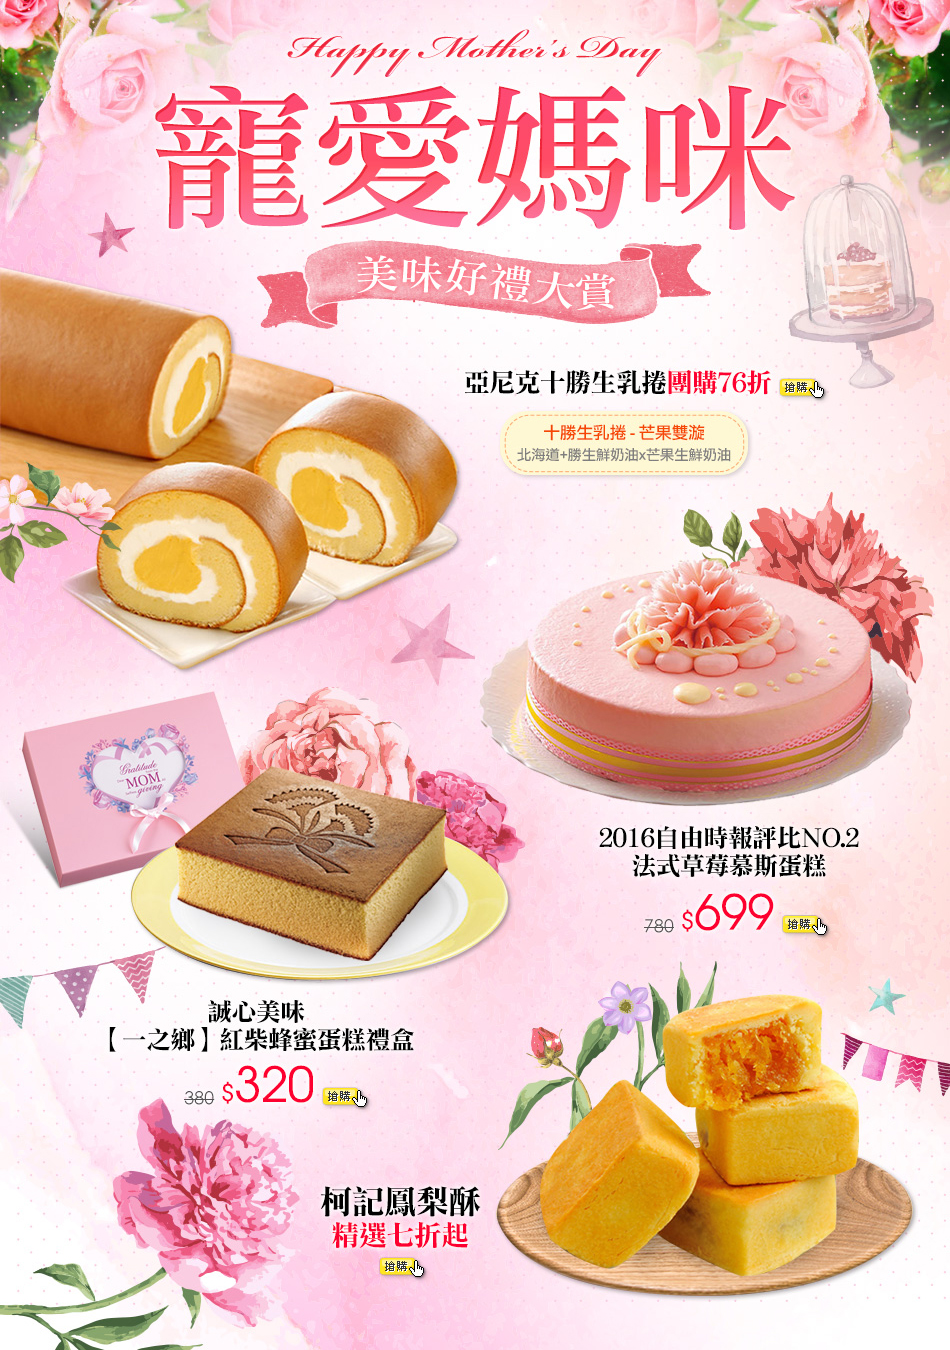 Happy Mother's Day
寵愛媽咪
美味好禮大賞
亞尼克十勝生乳捲團購76折 搶購
十勝生乳捲 - 芒果雙漩
北海道+勝生鮮奶油x芒果生鮮奶油
Gratitude
MOM
giving
2016自由時報評比NO.2
法式草莓慕斯蛋糕
780 $699 搶購
誠心美味
【一之鄉】紅柴蜂蜜蛋糕禮盒
380 $320 搶購
柯記鳳梨酥
精選七折起
搶購